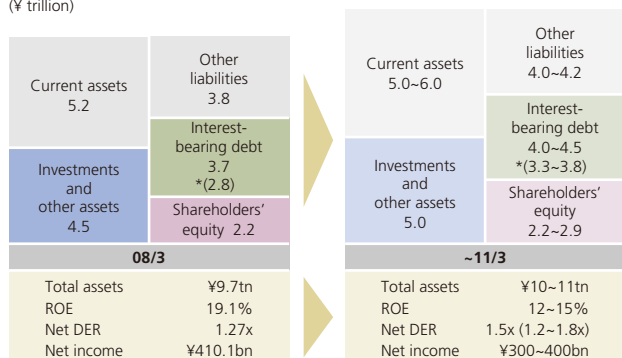 (¥ trillion)
Current assets
5.2
Other
liabilities
3.8
Interest-
bearing debt
3.7
*(2.8)
Investments
and
other assets
4.5
Shareholders'
equity 2.2
08/3
Total assets ¥9.7tn
ROE 19.1%
Net DER 1.27x
Net income ¥410.1bn
Current assets
5.0~6.0
Other
liabilities
4.0~4.2
Interest-
bearing debt
4.0~4.5
*(3.3~3.8)
Investments
and
other assets
5.0
Shareholders'
equity
2.2~2.9
~11/3
Total assets ¥10~11tn
ROE 12~15%
Net DER 1.5x (1.2~1.8x)
Net income ¥300~400bn